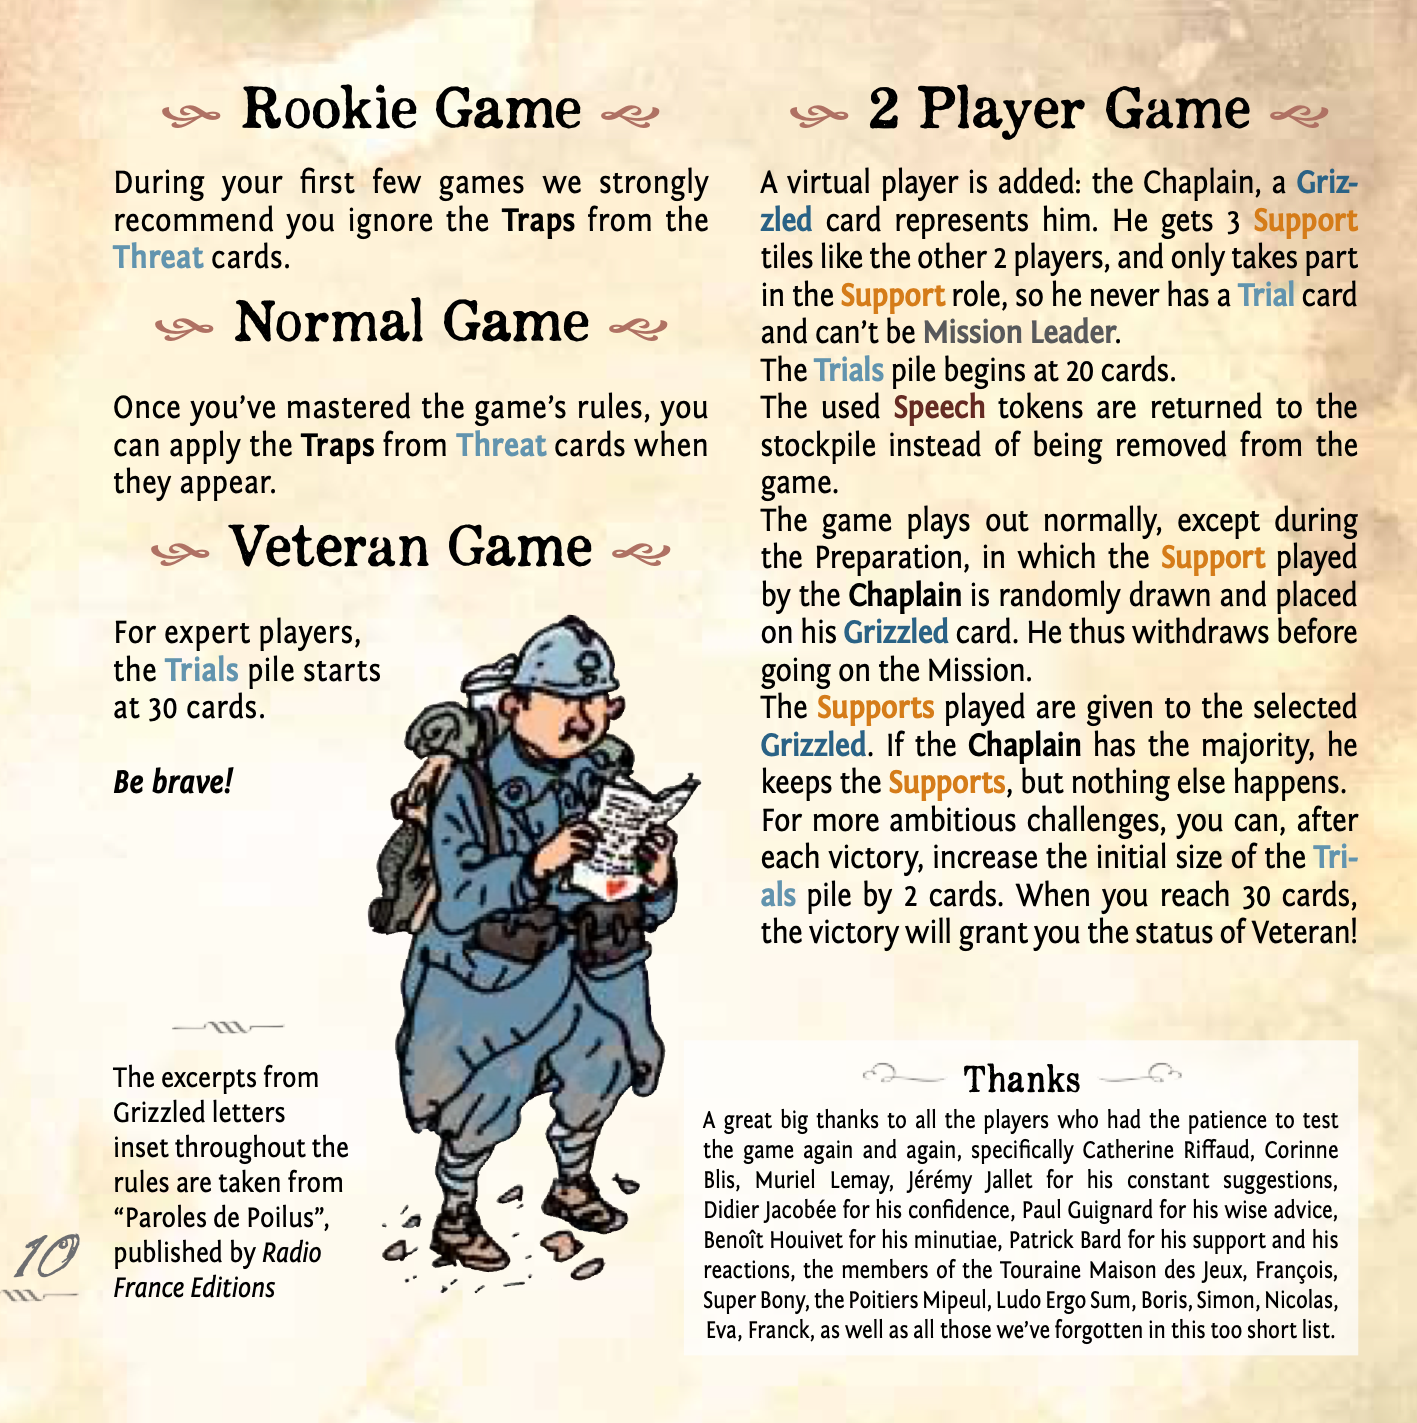 Rookie Game
During your first few games we strongly
recommend you ignore the Traps from the
Threat cards.
Normal Game
Once you've mastered the game's rules, you
can apply the Traps from Threat cards when
they appear.
Veteran Game
For expert players,
the Trials pile starts
at 30 cards.
Be brave!
The excerpts from
Grizzled letters
inset throughout the
rules are taken from
“Paroles de Poilus”,
published by Radio
France Editions
10
2 Player Game
A virtual player is added: the Chaplain, a Griz-
zled card represents him. He gets 3 Support
tiles like the other 2 players, and only takes part
in the Support role, so he never has a Trial card
and can't be Mission Leader.
The Trials pile begins at 20 cards.
The used Speech tokens are returned to the
stockpile instead of being removed from the
game.
The game plays out normally, except during
the Preparation, in which the Support played
by the Chaplain is randomly drawn and placed
on his Grizzled card. He thus withdraws before
going on the Mission.
The Supports played are given to the selected
Grizzled. If the Chaplain has the majority, he
keeps the Supports, but nothing else happens.
For more ambitious challenges, you can, after
each victory, increase the initial size of the Tri-
als pile by 2 cards. When you reach 30 cards,
the victory will grant you the status of Veteran!
Thanks
A great big thanks to all the players who had the patience to test
the game again and again, specifically Catherine Riffaud, Corinne
Blis, Muriel Lemay, Jérémy Jallet for his constant suggestions,
Didier Jacobée for his confidence, Paul Guignard for his wise advice,
Benoît Houivet for his minutiae, Patrick Bard for his support and his
reactions, the members of the Touraine Maison des Jeux, François,
Super Bony, the Poitiers Mipeul, Ludo Ergo Sum, Boris, Simon, Nicolas,
Eva, Franck, as well as all those we've forgotten in this too short list.